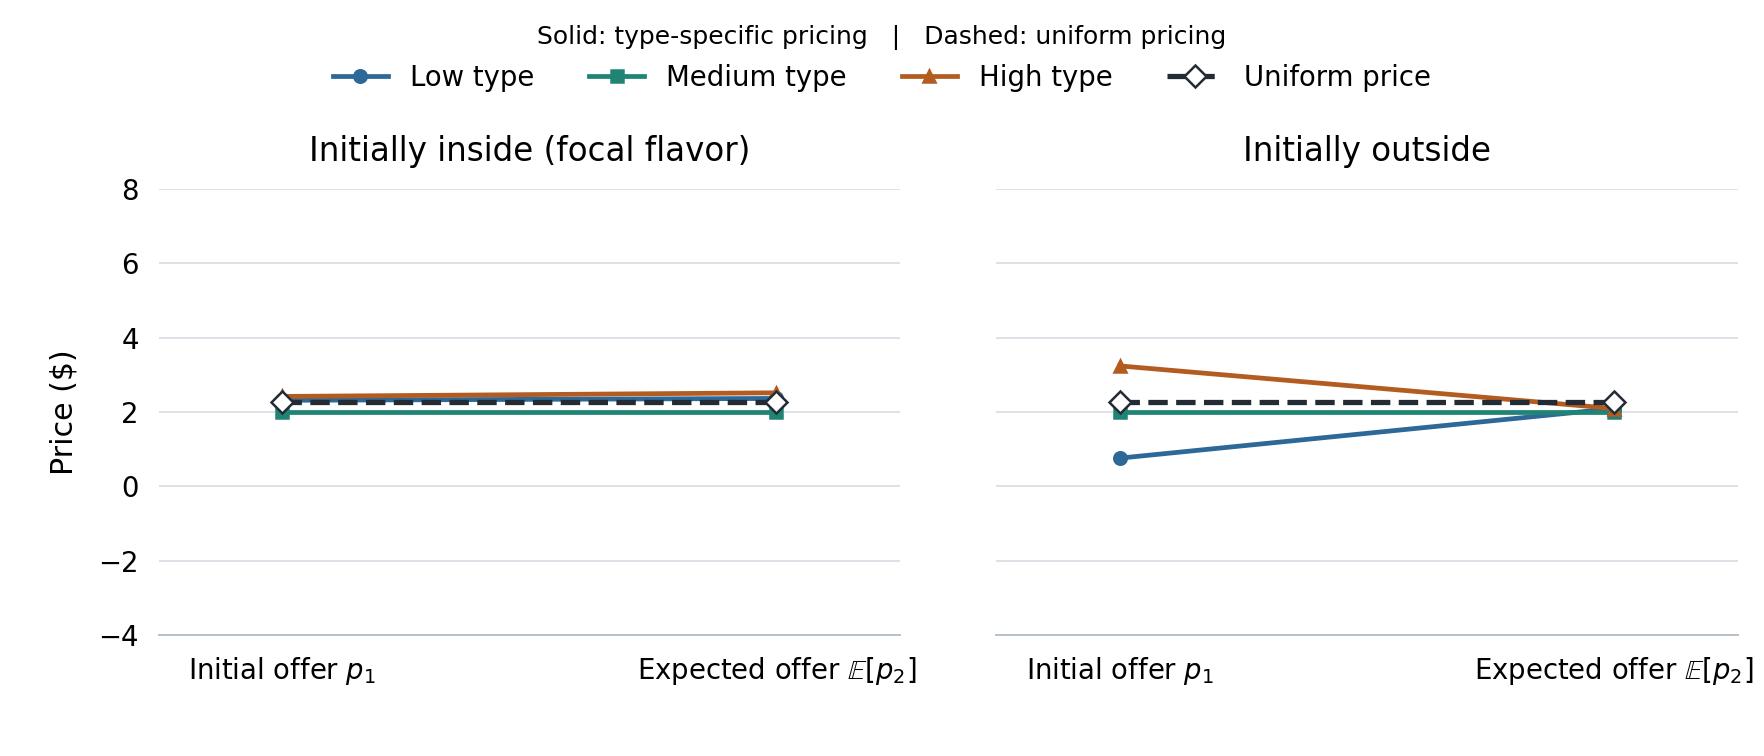 Solid: type-specific pricing | Dashed: uniform pricing
Low type Medium type High type Uniform price
Initially inside (focal flavor) Initially outside
8
6
4
2
0
−2
−4
Price ($)
Initial offer p₁ Expected offer 𝔼[p₂] Initial offer p₁ Expected offer 𝔼[p₂]